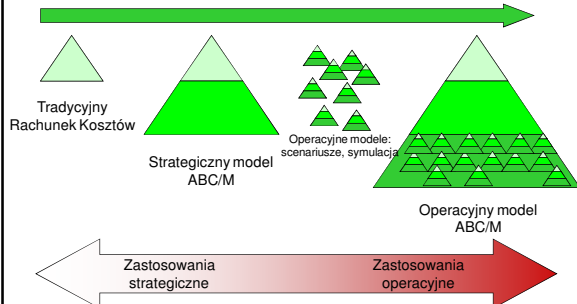 Tradycyjny
Rachunek Kosztów
Strategiczny model
ABC/M
Operacyjne modele:
scenariusze, symulacja
Operacyjny model
ABC/M
Zastosowania
strategiczne
Zastosowania
operacyjne